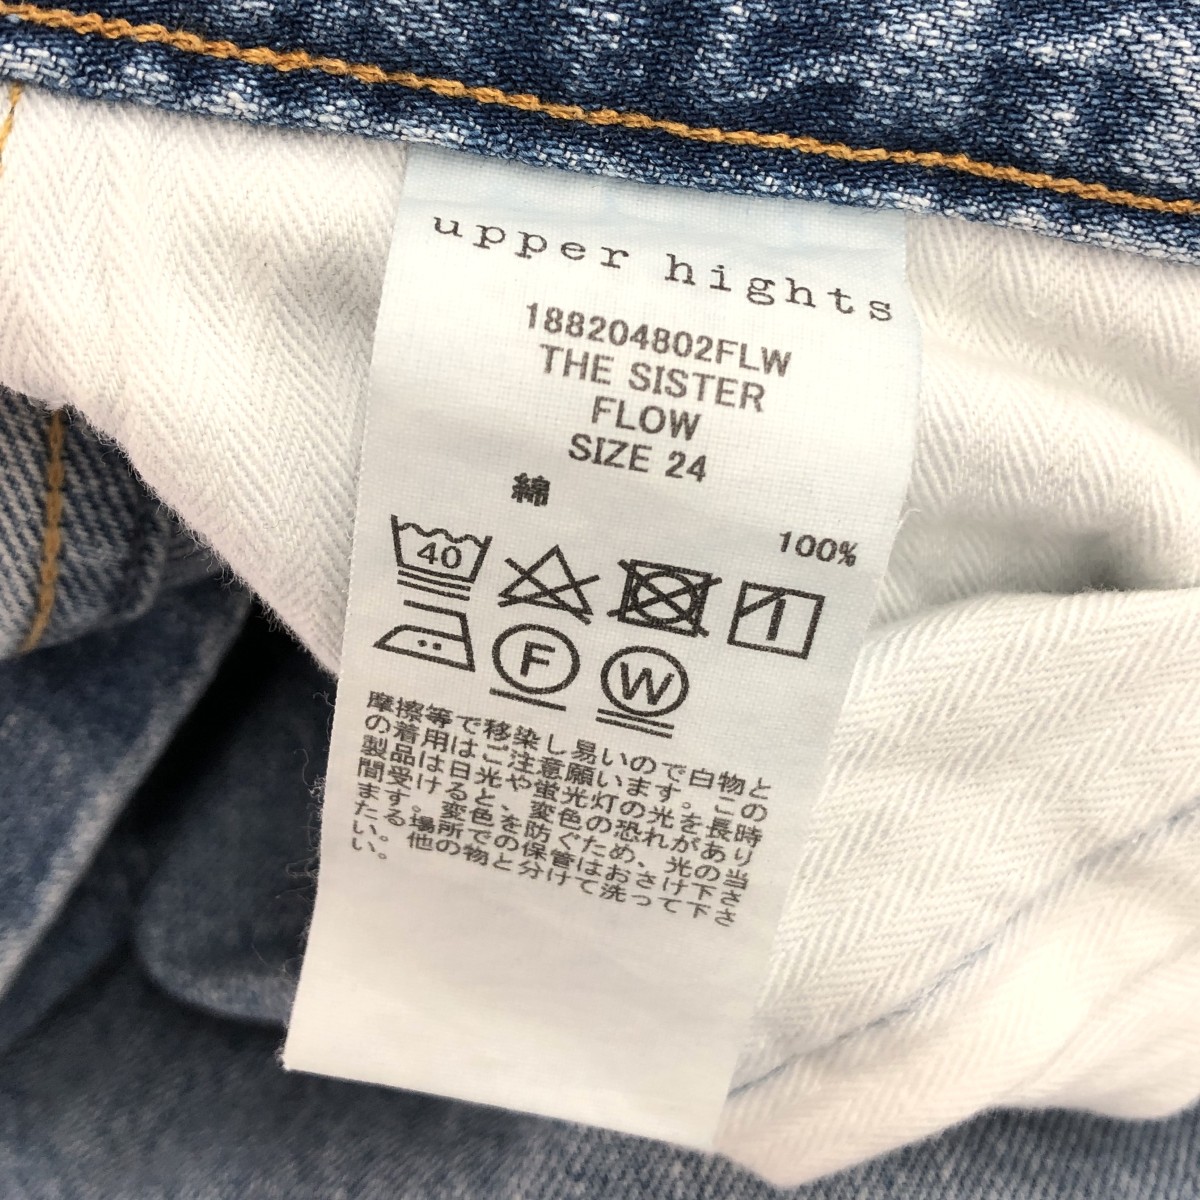 upper hights
188204802FLW
THE SISTER
FLOW
SIZE 24
綿 100%
40
F
W
摩擦等で移染し易いので白物と
の着用はご注意願います。この
製品は日光や蛍光灯の光を長時
間受けると、変色の恐れがあり
ます。変色を防ぐため、光の当
たる場所での保管はおさけ下さ
い。他の物と分けて洗って下さ
い。